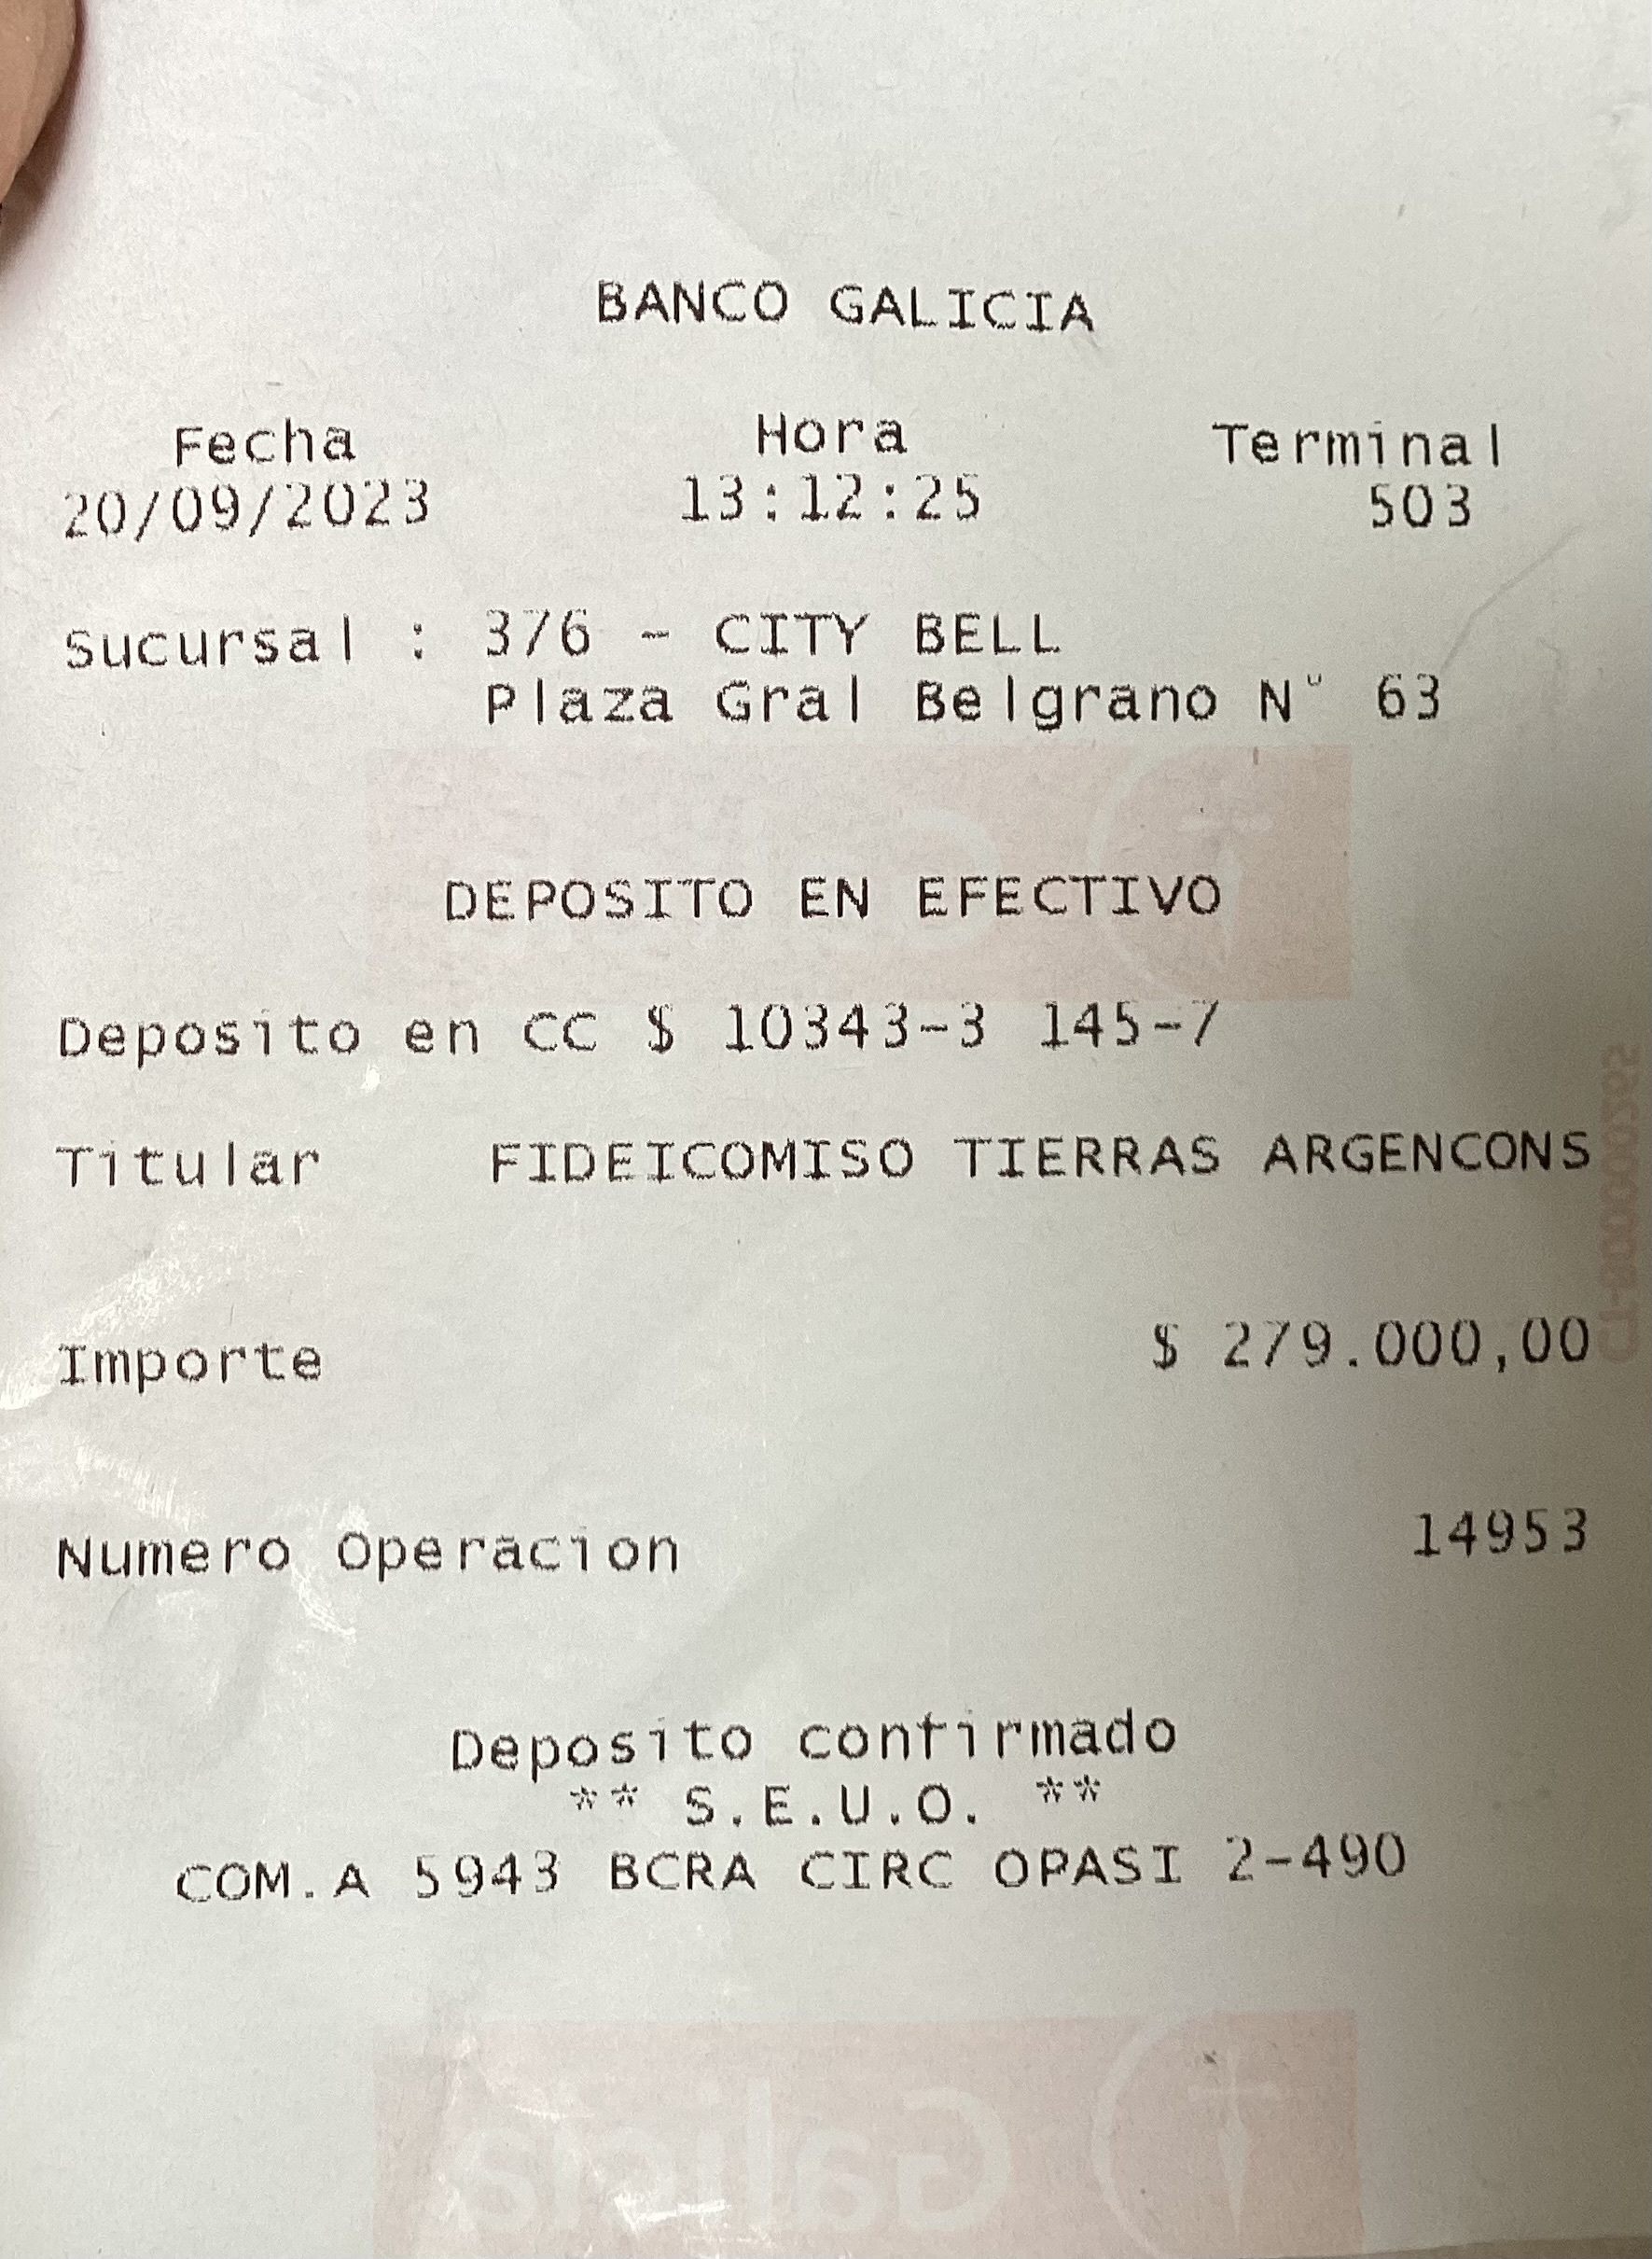 BANCO GALICIA
Fecha Hora Terminal
20/09/2023 13:12:25 503
Sucursal : 376 - CITY BELL
Plaza Gral Belgrano N° 63
DEPOSITO EN EFECTIVO
Deposito en CC $ 10343-3 145-7
Titular FIDEICOMISO TIERRAS ARGENCONS
Importe $ 279.000,00
Numero Operacion 14953
Deposito confirmado
** S.E.U.O. **
COM.A 5943 BCRA CIRC OPASI 2-490
Galicia